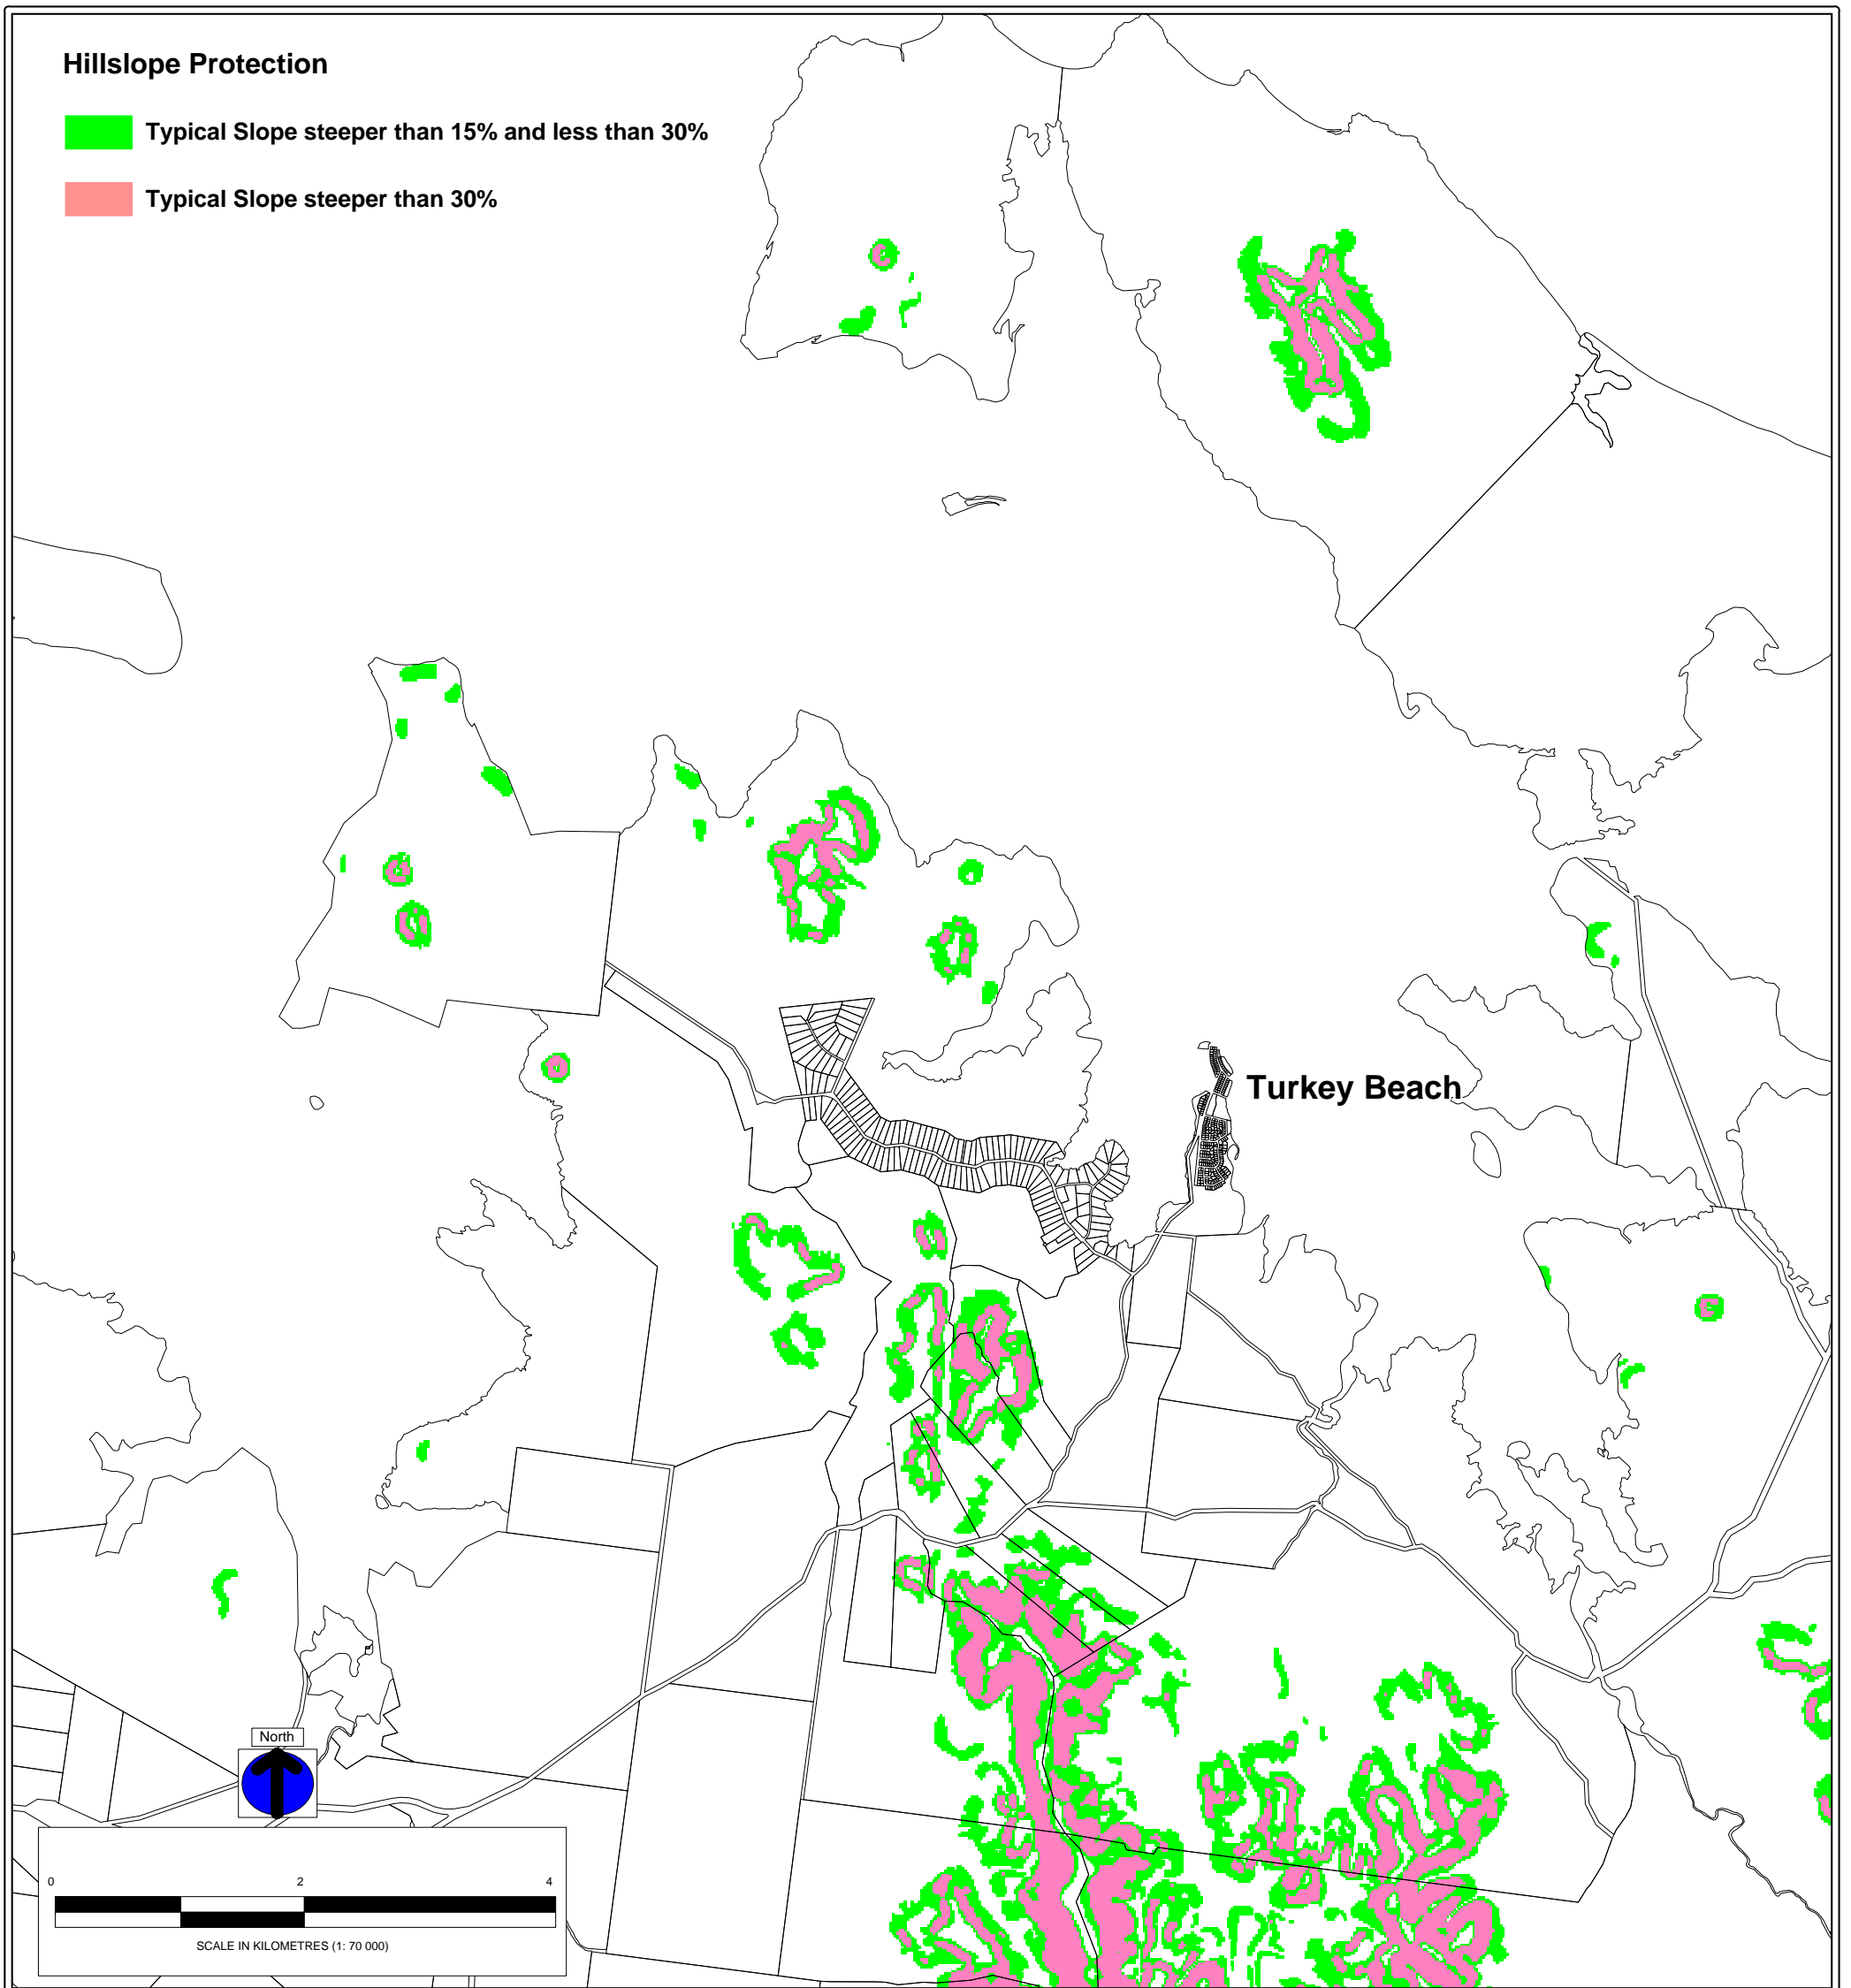 Hillslope Protection
Typical Slope steeper than 15% and less than 30%
Typical Slope steeper than 30%
Turkey Beach
North
0 2 4
SCALE IN KILOMETRES (1: 70 000)